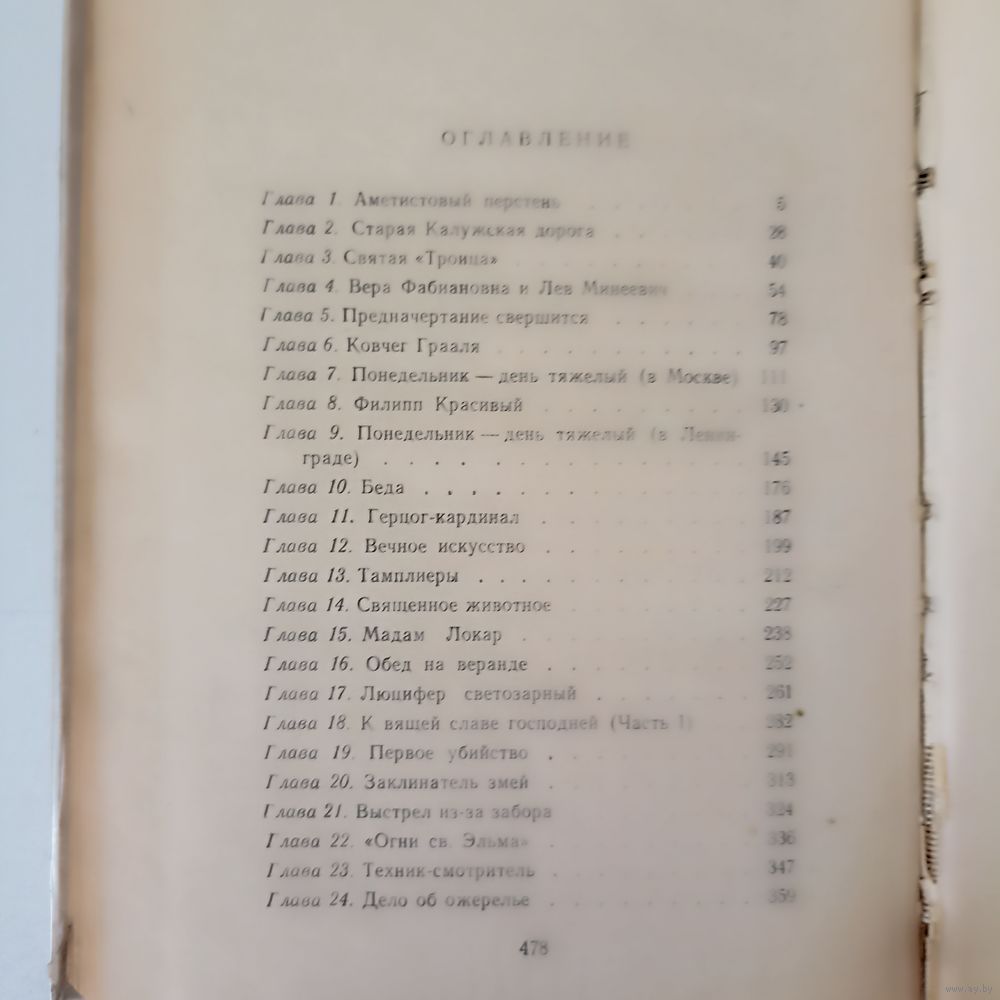 ОГЛАВЛЕНИЕ
Глава 1. Аметистовый перстень . . . . . 5
Глава 2. Старая Калужская дорога . . . . 28
Глава 3. Святая «Троица» . . . . . . . 40
Глава 4. Вера Фабиановна и Лев Минеевич . . 54
Глава 5. Предначертание свершится . . . . 78
Глава 6. Ковчег Грааля . . . . . . . 97
Глава 7. Понедельник — день тяжелый (в Москве) 111
Глава 8. Филипп Красивый . . . . . . 130
Глава 9. Понедельник — день тяжелый (в Ленин-
граде) . . . . . . . . . . 145
Глава 10. Беда . . . . . . . . . 176
Глава 11. Герцог-кардинал . . . . . . 187
Глава 12. Вечное искусство . . . . . . 199
Глава 13. Тамплиеры . . . . . . . . 212
Глава 14. Священное животное . . . . . 227
Глава 15. Мадам Локар . . . . . . . 238
Глава 16. Обед на веранде . . . . . . 252
Глава 17. Люцифер светозарный . . . . . 261
Глава 18. К вящей славе господней (Часть I) . . 282
Глава 19. Первое убийство . . . . . . 291
Глава 20. Заклинатель змей . . . . . . 313
Глава 21. Выстрел из-за забора . . . . . 324
Глава 22. «Огни св. Эльма» . . . . . . 336
Глава 23. Техник-смотритель . . . . . . 347
Глава 24. Дело об ожерелье . . . . . . 359
478
www.ay.by